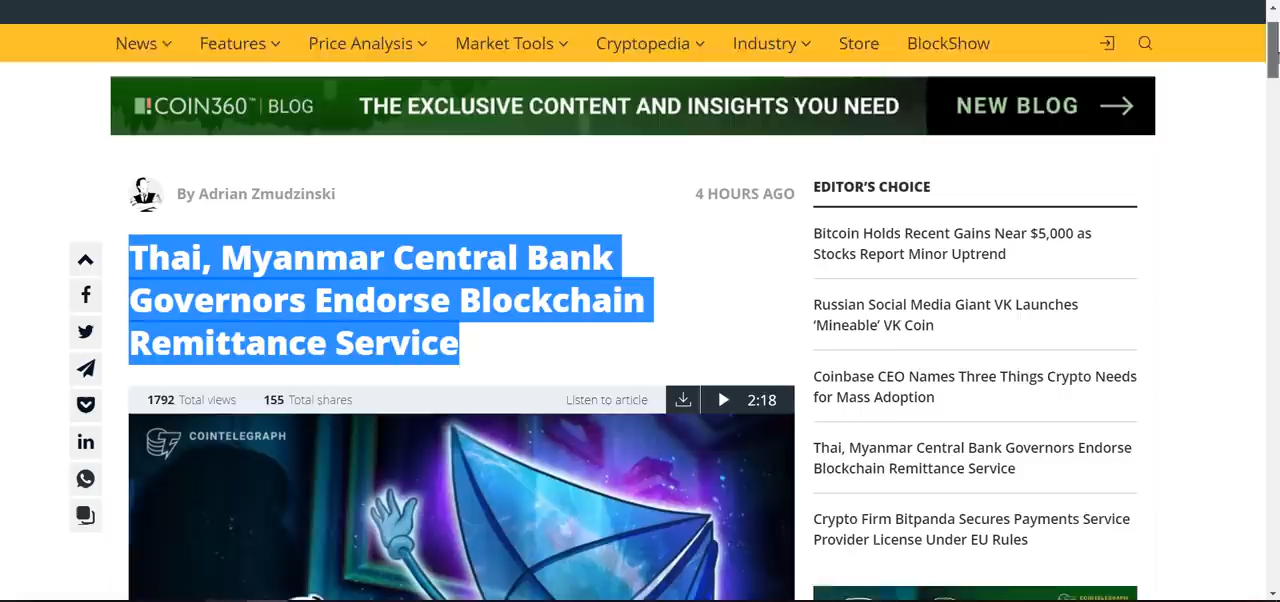 News Features Price Analysis Market Tools Cryptopedia Industry Store BlockShow
COIN360™ | BLOG THE EXCLUSIVE CONTENT AND INSIGHTS YOU NEED NEW BLOG
By Adrian Zmudzinski 4 HOURS AGO
Thai, Myanmar Central Bank
Governors Endorse Blockchain
Remittance Service
1792 Total views 155 Total shares Listen to article 2:18
COINTELEGRAPH
EDITOR'S CHOICE
Bitcoin Holds Recent Gains Near $5,000 as
Stocks Report Minor Uptrend
Russian Social Media Giant VK Launches
‘Mineable’ VK Coin
Coinbase CEO Names Three Things Crypto Needs
for Mass Adoption
Thai, Myanmar Central Bank Governors Endorse
Blockchain Remittance Service
Crypto Firm Bitpanda Secures Payments Service
Provider License Under EU Rules
COINTELEGRAPH